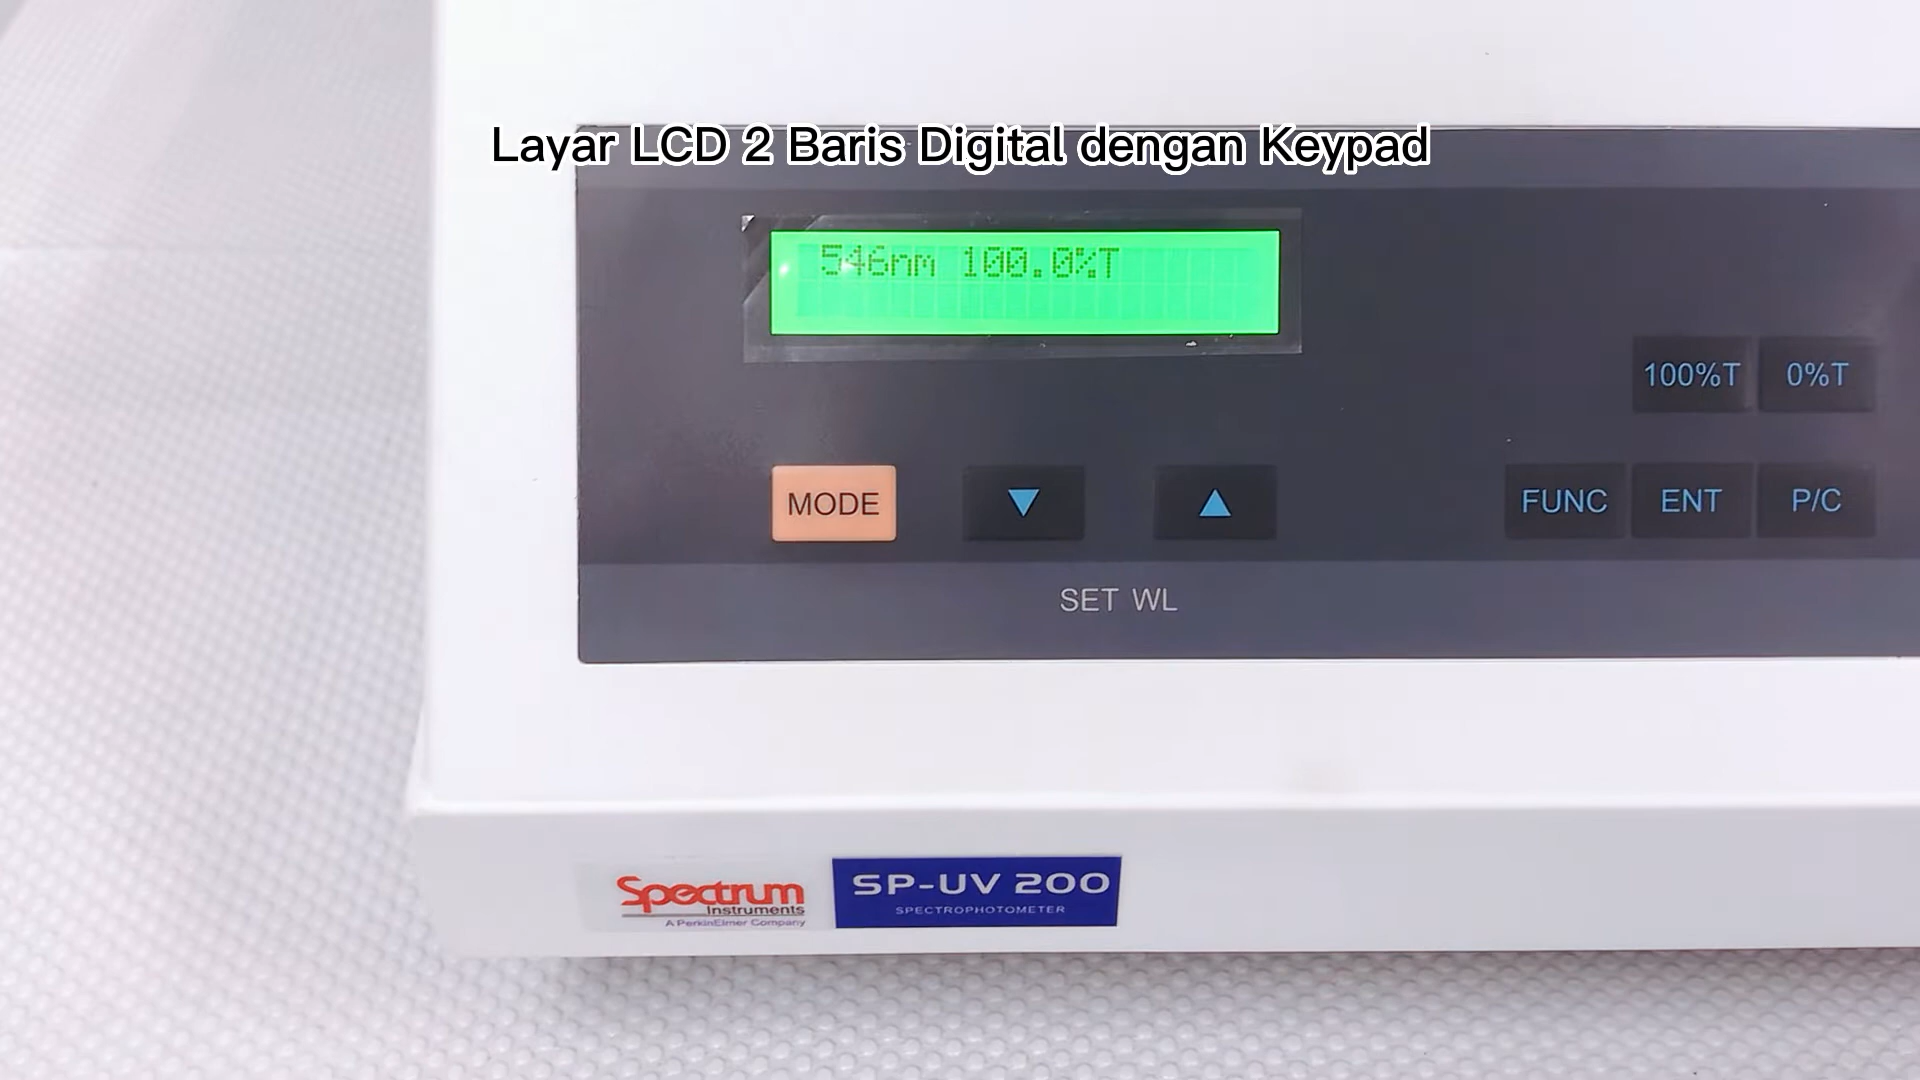 Layar LCD 2 Baris Digital dengan Keypad
546nm 100.0%T
100%T 0%T
MODE ▼ ▲ FUNC ENT P/C
SET WL
Spectrum
Instruments
A PerkinElmer Company
SP-UV 200
SPECTROPHOTOMETER